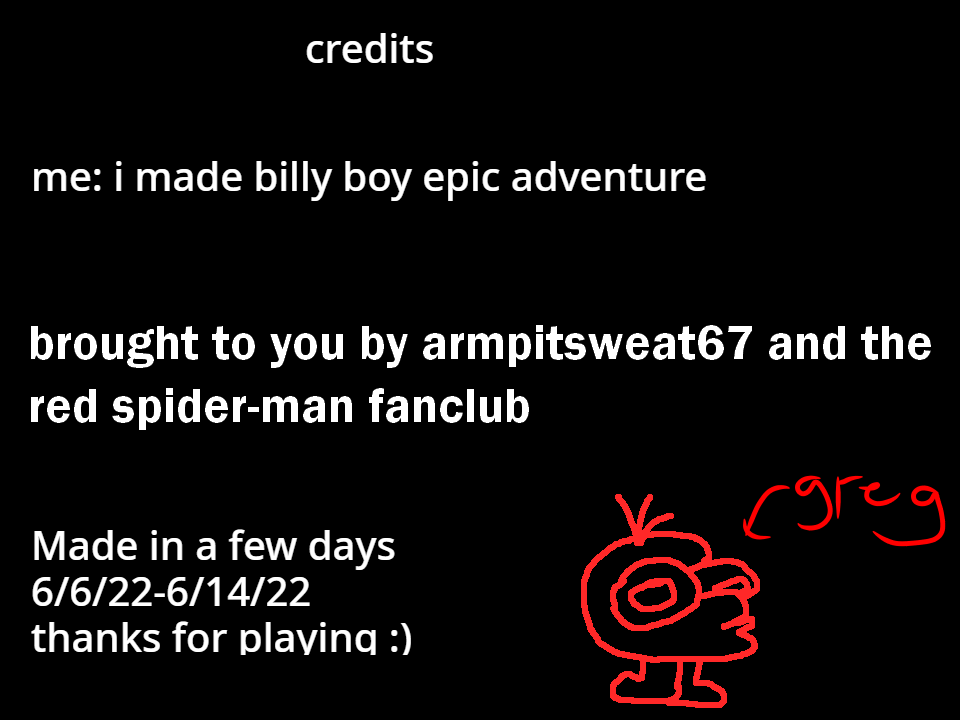 credits
me: i made billy boy epic adventure
brought to you by armpitsweat67 and the
red spider-man fanclub
greg
Made in a few days
6/6/22-6/14/22
thanks for playing :)